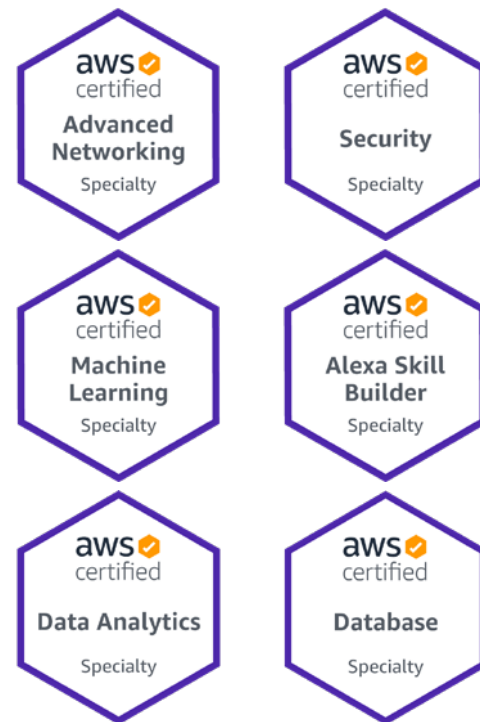 aws
certified
Advanced
Networking
Specialty
aws
certified
Security
Specialty
aws
certified
Machine
Learning
Specialty
aws
certified
Alexa Skill
Builder
Specialty
aws
certified
Data Analytics
Specialty
aws
certified
Database
Specialty